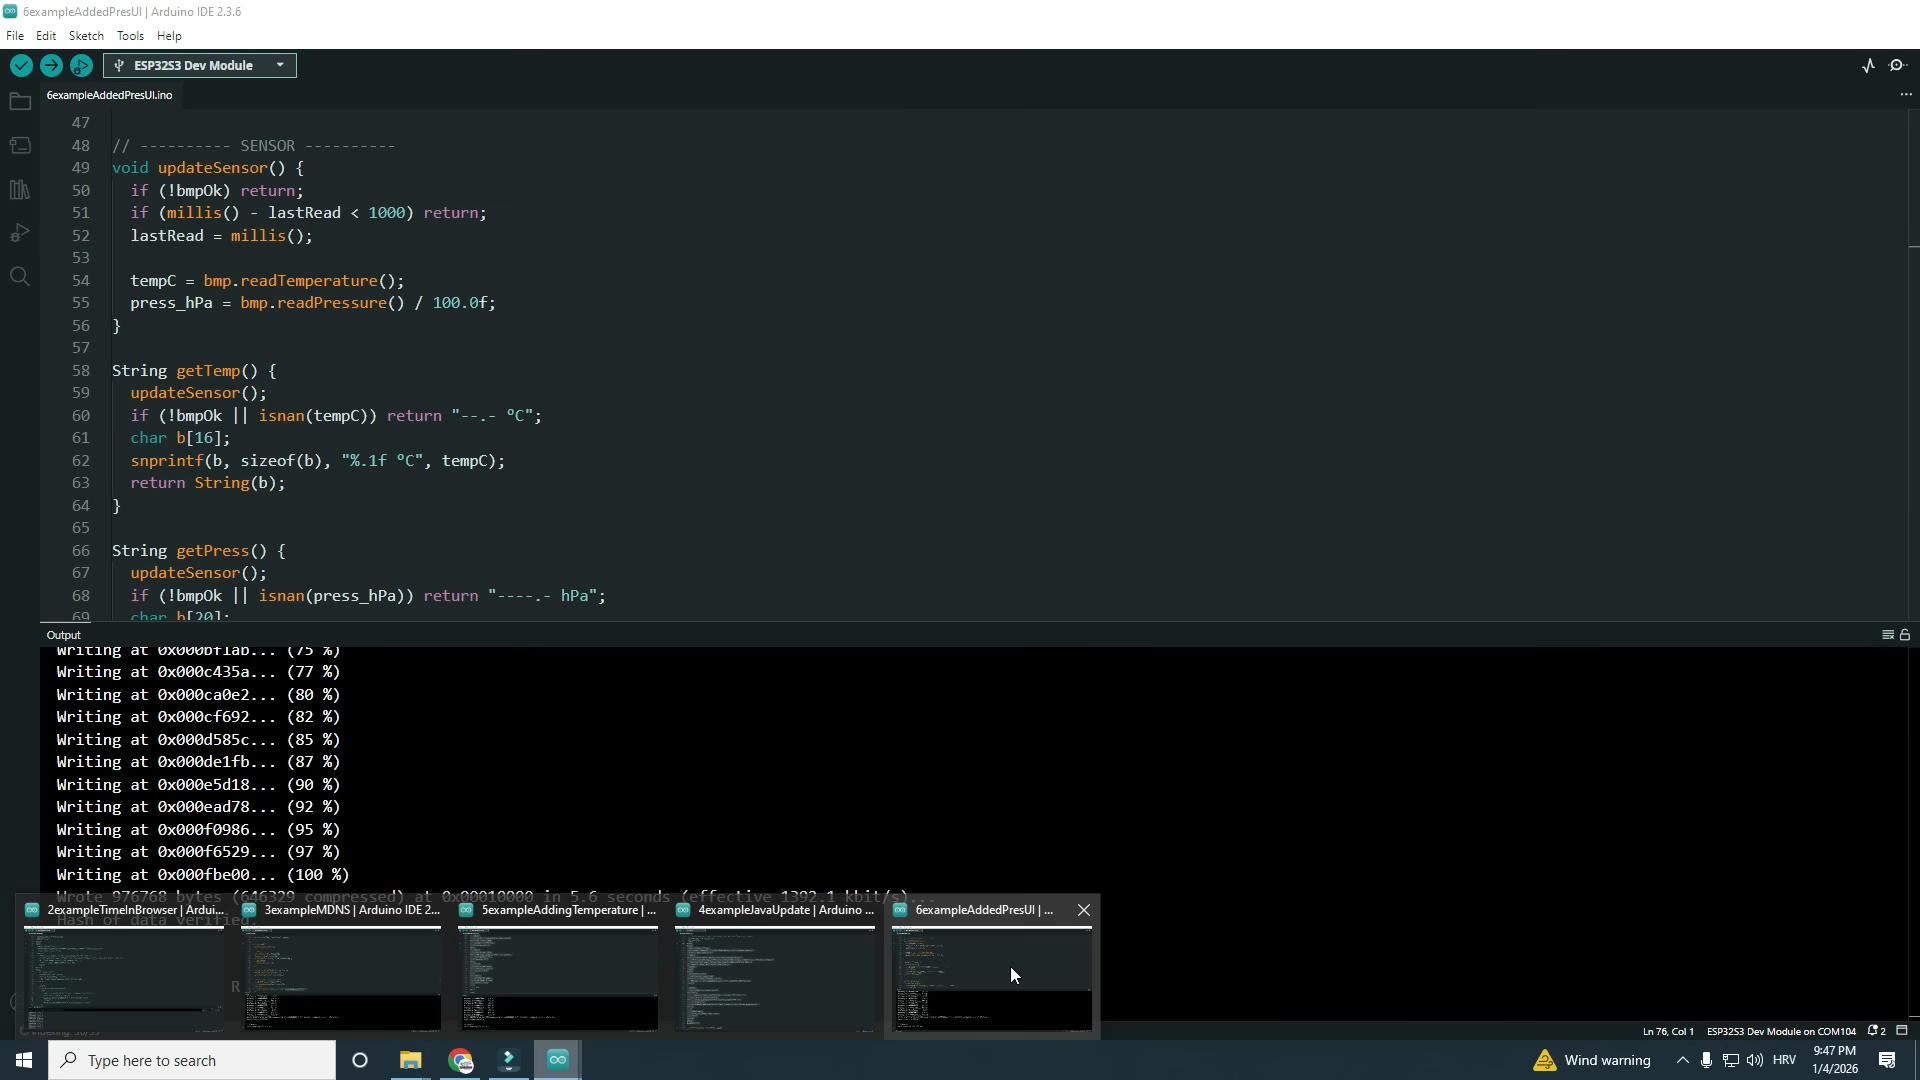 6exampleAddedPresUI | Arduino IDE 2.3.6
File Edit Sketch Tools Help
ESP32S3 Dev Module
6exampleAddedPresUI.ino
47
48 // ---------- SENSOR ----------
49 void updateSensor() {
50 if (!bmpOk) return;
51 if (millis() - lastRead < 1000) return;
52 lastRead = millis();
53
54 tempC = bmp.readTemperature();
55 press_hPa = bmp.readPressure() / 100.0f;
56 }
57
58 String getTemp() {
59 updateSensor();
60 if (!bmpOk || isnan(tempC)) return "--.- ºC";
61 char b[16];
62 snprintf(b, sizeof(b), "%.1f ºC", tempC);
63 return String(b);
64 }
65
66 String getPress() {
67 updateSensor();
68 if (!bmpOk || isnan(press_hPa)) return "----.- hPa";
69 char b[20];
Output
Writing at 0x000bf1ab... (75 %)
Writing at 0x000c435a... (77 %)
Writing at 0x000ca0e2... (80 %)
Writing at 0x000cf692... (82 %)
Writing at 0x000d585c... (85 %)
Writing at 0x000de1fb... (87 %)
Writing at 0x000e5d18... (90 %)
Writing at 0x000ead78... (92 %)
Writing at 0x000f0986... (95 %)
Writing at 0x000f6529... (97 %)
Writing at 0x000fbe00... (100 %)
Wrote 976768 bytes (646329 compressed) at 0x00010000 in 5.6 seconds (effective 1392.1 kbit/s)...
Hash of data verified.
2exampleTimeInBrowser | Ardui... 3exampleMDNS | Arduino IDE 2... 5exampleAddingTemperature | ... 4exampleJavaUpdate | Arduino ... 6exampleAddedPresUI | ...
Ln 76, Col 1 ESP32S3 Dev Module on COM104 2
Type here to search
Wind warning HRV 9:47 PM
1/4/2026